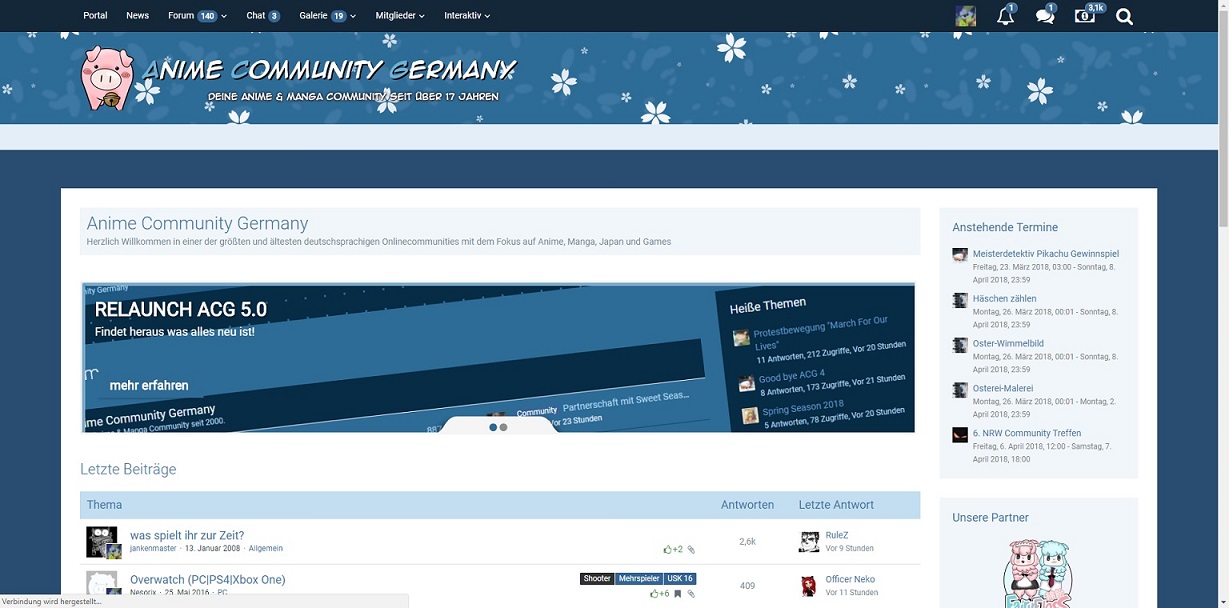 Portal News Forum 140 Chat 3 Galerie 19 Mitglieder Interaktiv 1 1 3,1k
ANIME COMMUNITY GERMANY
DEINE ANIME & MANGA COMMUNITY SEIT ÜBER 17 JAHREN
Anime Community Germany
Herzlich Willkommen in einer der größten und ältesten deutschsprachigen Onlinecommunities mit dem Fokus auf Anime, Manga, Japan und Games
ity Germany
RELAUNCH ACG 5.0
Findet heraus was alles neu ist!
mehr erfahren
ime Community Germany
& Manga Community seit 2000.
Community Partnerschaft mit Sweet Seas...
or 23 Stunden
Heiße Themen
Protestbewegung "March For Our
Lives"
11 Antworten, 212 Zugriffe, Vor 20 Stunden
Good bye ACG 4
8 Antworten, 173 Zugriffe, Vor 21 Stunden
Spring Season 2018
5 Antworten, 78 Zugriffe, Vor 20 Stunden
Letzte Beiträge
Thema Antworten Letzte Antwort
was spielt ihr zur Zeit?
jankenmaster · 13. Januar 2008 · Allgemein
+2
2,6k
RuleZ
Vor 9 Stunden
Overwatch (PC|PS4|Xbox One)
Nesorix · 25. Mai 2016 · PC
Shooter Mehrspieler USK 16
+6
409
Officer Neko
Vor 11 Stunden
Anstehende Termine
Meisterdetektiv Pikachu Gewinnspiel
Freitag, 23. März 2018, 03:00 - Sonntag, 8.
April 2018, 23:59
Häschen zählen
Montag, 26. März 2018, 00:01 - Sonntag, 8.
April 2018, 23:59
Oster-Wimmelbild
Montag, 26. März 2018, 00:01 - Sonntag, 8.
April 2018, 23:59
Osterei-Malerei
Montag, 26. März 2018, 00:01 - Montag, 2.
April 2018, 23:59
6. NRW Community Treffen
Freitag, 6. April 2018, 12:00 - Samstag, 7.
April 2018, 18:00
Unsere Partner
Verbindung wird hergestellt...